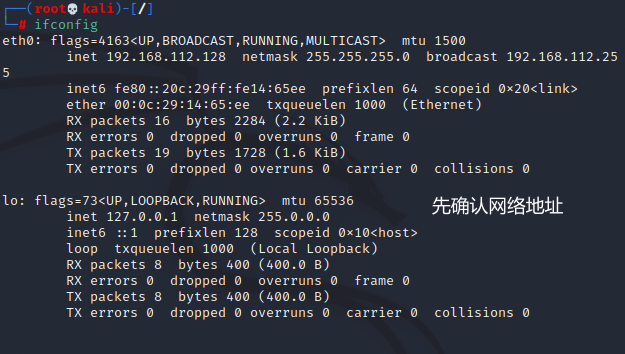 ┌──(root💀kali)-[/]
└─# ifconfig
eth0: flags=4163<UP,BROADCAST,RUNNING,MULTICAST>  mtu 1500
        inet 192.168.112.128  netmask 255.255.255.0  broadcast 192.168.112.25
5
        inet6 fe80::20c:29ff:fe14:65ee  prefixlen 64  scopeid 0×20<link>
        ether 00:0c:29:14:65:ee  txqueuelen 1000  (Ethernet)
        RX packets 16  bytes 2284 (2.2 KiB)
        RX errors 0  dropped 0  overruns 0  frame 0
        TX packets 19  bytes 1728 (1.6 KiB)
        TX errors 0  dropped 0 overruns 0  carrier 0  collisions 0

lo: flags=73<UP,LOOPBACK,RUNNING>  mtu 65536
        inet 127.0.0.1  netmask 255.0.0.0
        inet6 ::1  prefixlen 128  scopeid 0×10<host>
        loop  txqueuelen 1000  (Local Loopback)
        RX packets 8  bytes 400 (400.0 B)
        RX errors 0  dropped 0  overruns 0  frame 0
        TX packets 8  bytes 400 (400.0 B)
        TX errors 0  dropped 0 overruns 0  carrier 0  collisions 0
先确认网络地址